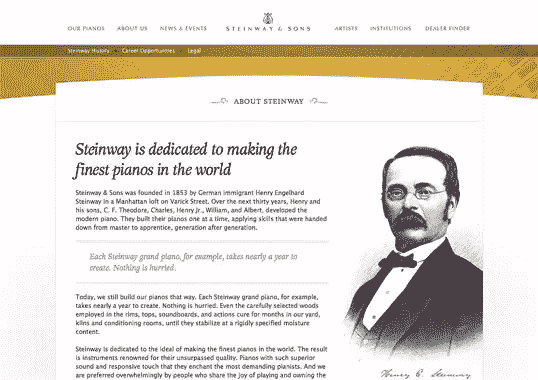 OUR PIANOS ABOUT US NEWS & EVENTS STEINWAY & SONS ARTISTS INSTITUTIONS DEALER FINDER
Steinway History Career Opportunities Legal
ABOUT STEINWAY
Steinway is dedicated to making the
finest pianos in the world
Steinway & Sons was founded in 1853 by German immigrant Henry Engelhard
Steinway in a Manhattan loft on Varick Street. Over the next thirty years, Henry and
his sons, C. F. Theodore, Charles, Henry Jr., William, and Albert, developed the
modern piano. They built their pianos one at a time, applying skills that were handed
down from master to apprentice, generation after generation.
Each Steinway grand piano, for example, takes nearly a year to
create. Nothing is hurried.
Today, we still build our pianos that way. Each Steinway grand piano, for example,
takes nearly a year to create. Nothing is hurried. Even the carefully selected woods
employed in the rims, tops, soundboards, and actions cure for months in our yard,
kilns and conditioning rooms, until they stabilize at a rigidly specified moisture
content.
Steinway is dedicated to the ideal of making the finest pianos in the world. The result
is instruments renowned for their unsurpassed quality. Pianos with such superior
sound and responsive touch that they enchant the most demanding pianists. And we
are preferred overwhelmingly by people who share the joy of playing and owning the
Henry E. Steinway